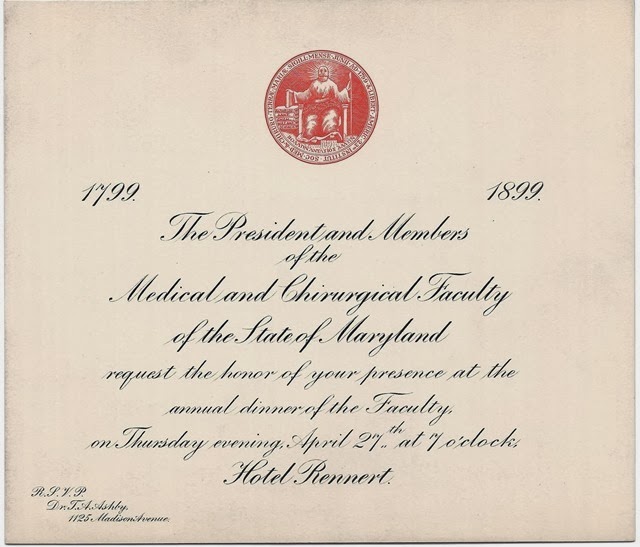 1799.
1899.
The President and Members
of the
Medical and Chirurgical Faculty
of the State of Maryland
request the honor of your presence at the
annual dinner of the Faculty,
on Thursday evening, April 27th at 7 o'clock,
Hotel Rennert.
R.S.V.P.
Dr. T. A. Ashby,
1125 Madison Avenue.